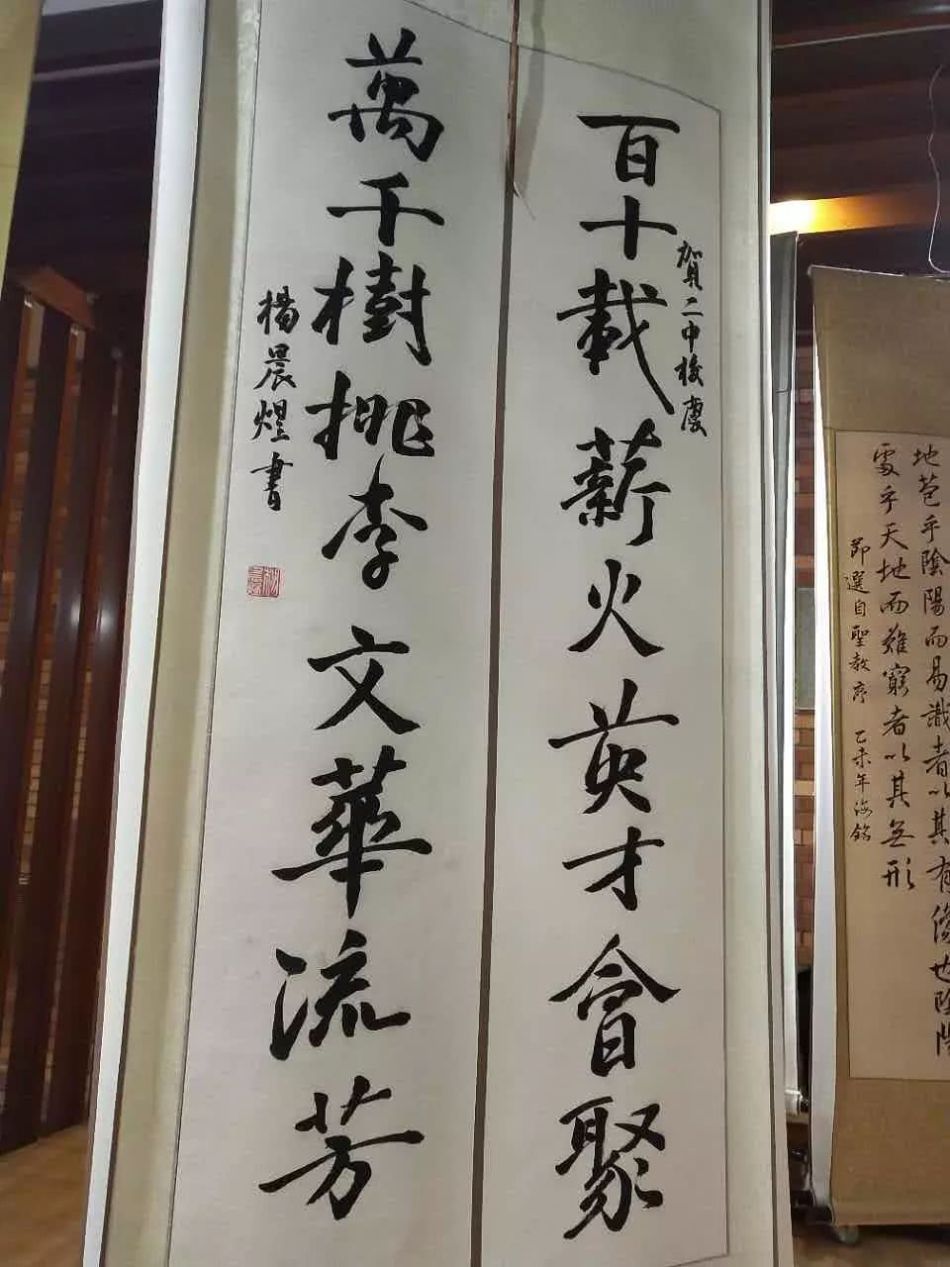 地苞乎陰陽而易識者以其有像也陰陽
處乎天地而難窮者以其無形
節選自聖教序 乙未年海銘
賀二中校慶
百十載薪火英才會聚
萬千樹桃李文華流芳
楊晨煌書